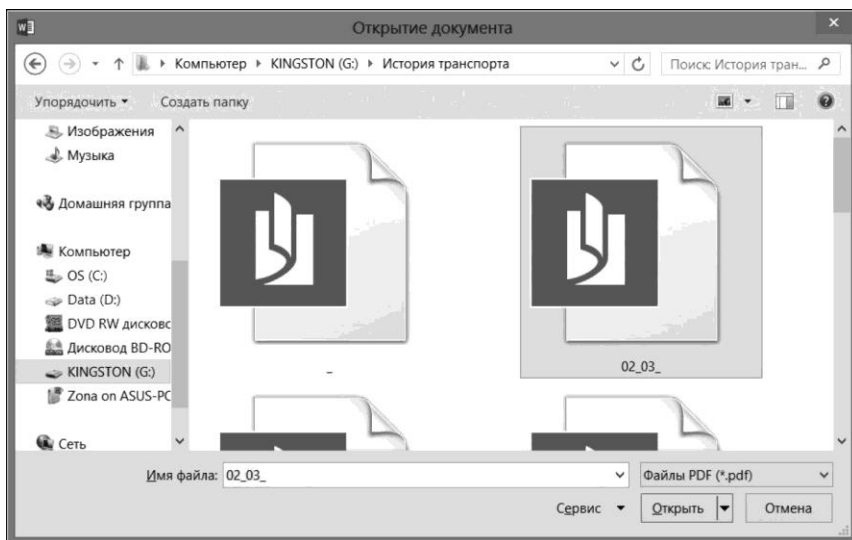 Открытие документа
Компьютер KINGSTON (G:) История транспорта
Поиск: История тран...
Упорядочить Создать папку
Изображения
Музыка
Домашняя группа
Компьютер
OS (C:)
Data (D:)
DVD RW дисковс
Дисковод BD-RO
KINGSTON (G:)
Zona on ASUS-PC
Сеть
_
02_03_
Имя файла: 02_03_
Файлы PDF (*.pdf)
Сервис Открыть Отмена